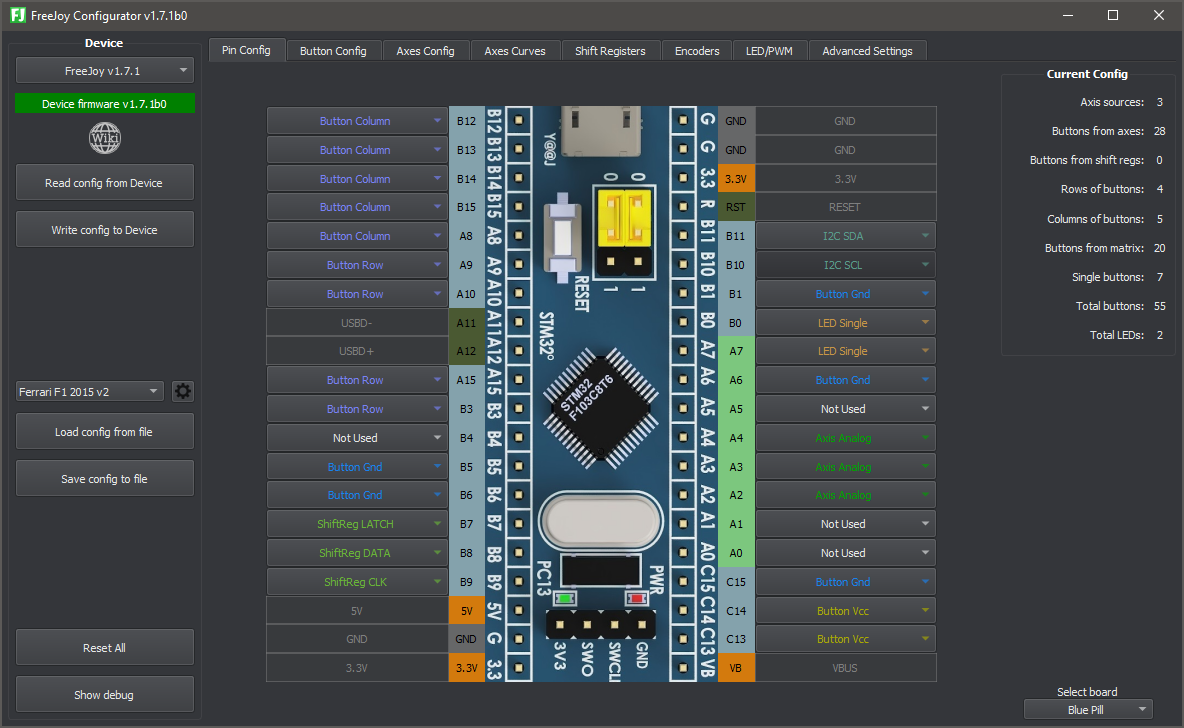 FJ FreeJoy Configurator v1.7.1b0
Device
FreeJoy v1.7.1
Device firmware v1.7.1b0
Wiki
Read config from Device
Write config to Device
Ferrari F1 2015 v2
Load config from file
Save config to file
Reset All
Show debug
Pin Config Button Config Axes Config Axes Curves Shift Registers Encoders LED/PWM Advanced Settings
Button Column B12 B12 G GND GND
Button Column B13 B13 G GND GND
Button Column B14 B14 3.3 3.3V 3.3V
Button Column B15 B15 R RST RESET
Button Column A8 A8 B11 B11 I2C SDA
Button Row A9 A9 B10 B10 I2C SCL
Button Row A10 A10 B1 B1 Button Gnd
USBD- A11 A11 B0 B0 LED Single
USBD+ A12 A12 A7 A7 LED Single
Button Row A15 A15 A6 A6 Button Gnd
Button Row B3 B3 A5 A5 Not Used
Not Used B4 B4 A4 A4 Axis Analog
Button Gnd B5 B5 A3 A3 Axis Analog
Button Gnd B6 B6 A2 A2 Axis Analog
ShiftReg LATCH B7 B7 A1 A1 Not Used
ShiftReg DATA B8 B8 A0 A0 Not Used
ShiftReg CLK B9 B9 C15 C15 Button Gnd
5V 5V 5V C14 C14 Button Vcc
GND GND G C13 C13 Button Vcc
3.3V 3.3V 3.3 VB VB VBUS
Y@@J
0 0
1 1
RESET
STM32°
STM32
F103C8T6
PC13
PWR
3V3 SWO SWCL GND
Current Config
Axis sources: 3
Buttons from axes: 28
Buttons from shift regs: 0
Rows of buttons: 4
Columns of buttons: 5
Buttons from matrix: 20
Single buttons: 7
Total buttons: 55
Total LEDs: 2
Select board
Blue Pill